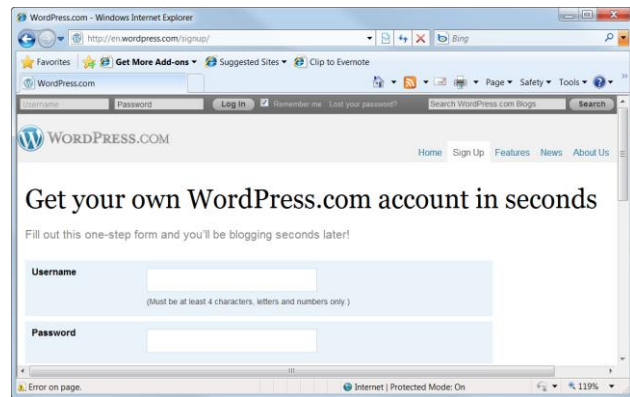 WordPress.com - Windows Internet Explorer
http://en.wordpress.com/signup/ Bing
Favorites Get More Add-ons Suggested Sites Clip to Evernote
WordPress.com Page Safety Tools
Username Password Log In Remember me Lost your password? Search WordPress.com Blogs Search
WORDPRESS.COM
Home Sign Up Features News About Us
Get your own WordPress.com account in seconds
Fill out this one-step form and you'll be blogging seconds later!
Username
(Must be at least 4 characters, letters and numbers only.)
Password
Error on page. Internet | Protected Mode: On 119%